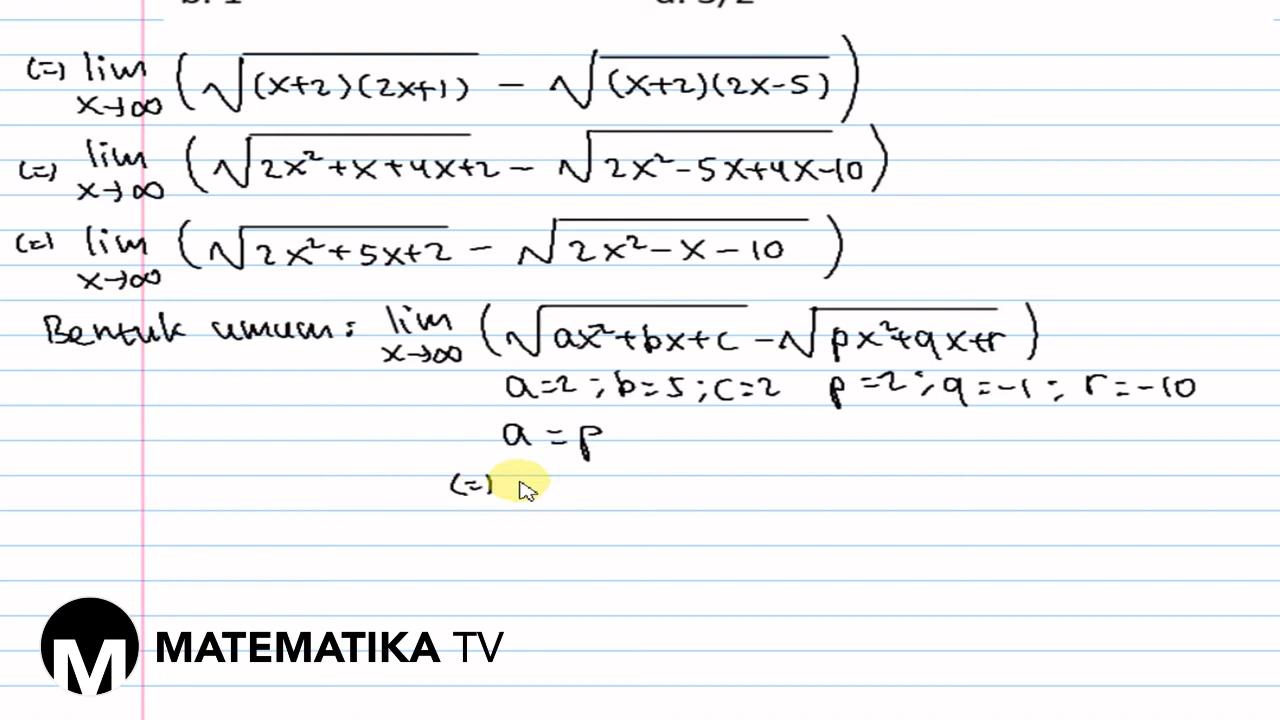 (=) lim x→∞ (√(x+2)(2x+1) − √(x+2)(2x-5))
(=) lim x→∞ (√2x²+x+4x+2 − √2x²-5x+4x-10)
(=) lim x→∞ (√2x²+5x+2 − √2x²-x-10)
Bentuk umum: lim x→∞ (√ax²+bx+c − √px²+qx+r)
a=2 ; b=5 ; c=2 p=2 ; q=-1 ; r=-10
a = p
(=)
MATEMATIKA TV
M